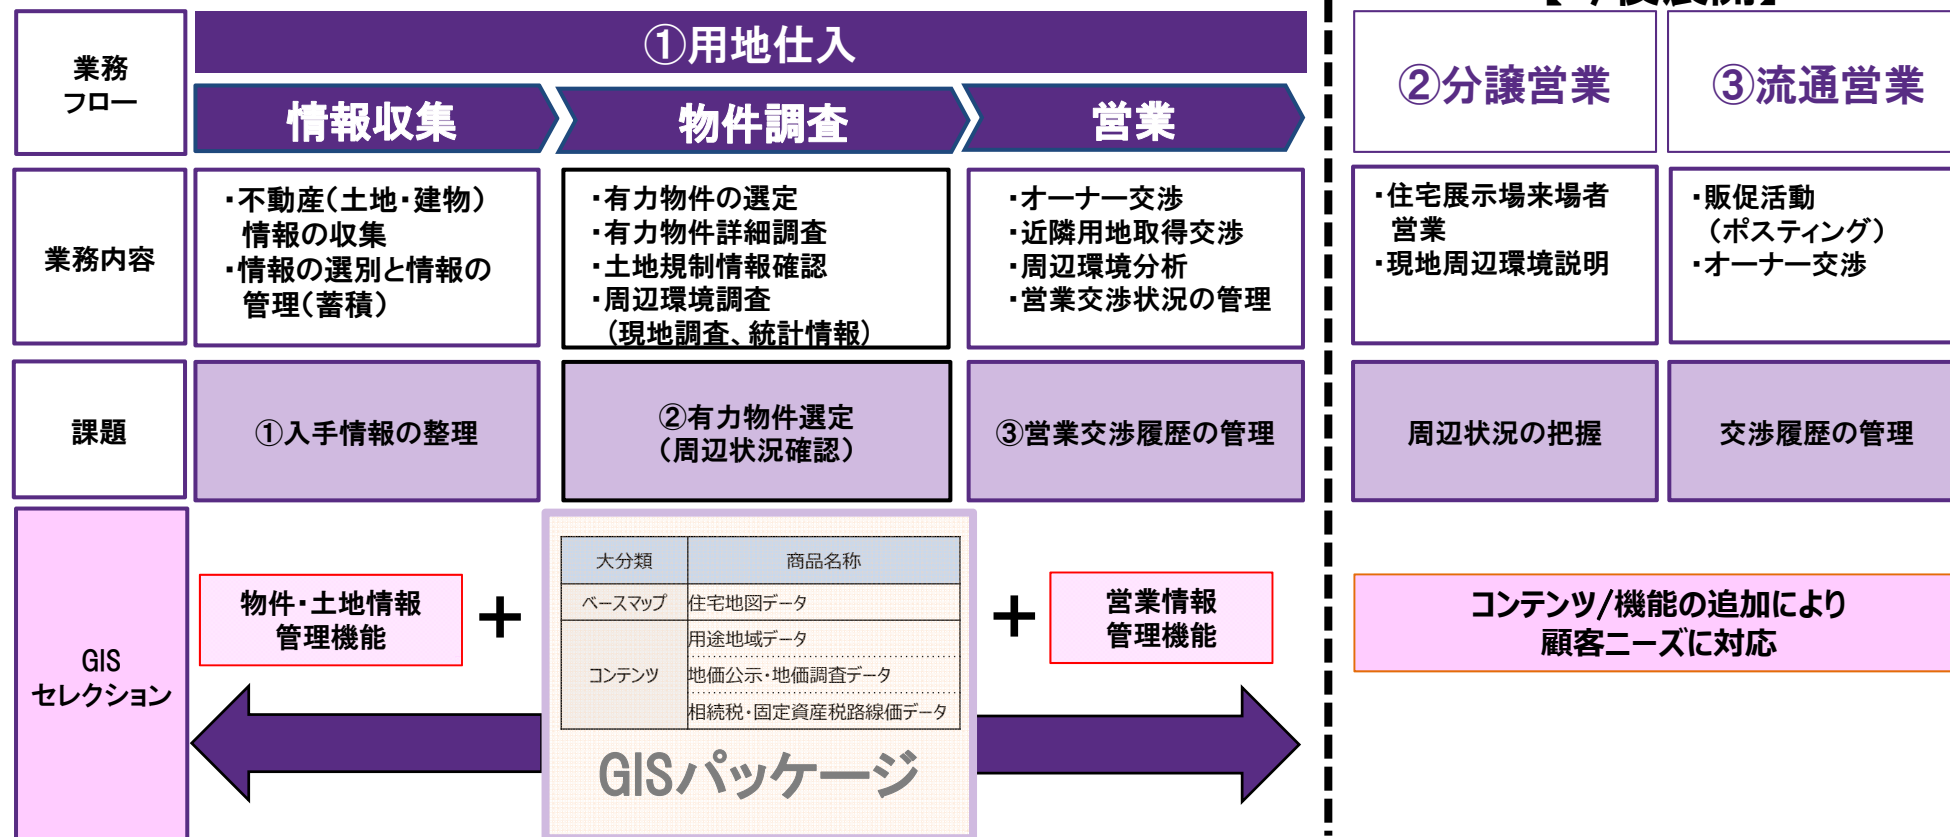 業務
フロー
①用地仕入
情報収集
物件調査
営業
②分譲営業
③流通営業
業務内容
・不動産（土地・建物）
情報の収集
・情報の選別と情報の
管理（蓄積）
・有力物件の選定
・有力物件詳細調査
・土地規制情報確認
・周辺環境調査
（現地調査、統計情報）
・オーナー交渉
・近隣用地取得交渉
・周辺環境分析
・営業交渉状況の管理
・住宅展示場来場者
営業
・現地周辺環境説明
・販促活動
（ポスティング）
・オーナー交渉
課題
①入手情報の整理
②有力物件選定
（周辺状況確認）
③営業交渉履歴の管理
周辺状況の把握
交渉履歴の管理
GIS
セレクション
物件・土地情報
管理機能
+
大分類 商品名称
ベースマップ 住宅地図データ
コンテンツ
用途地域データ
地価公示・地価調査データ
相続税・固定資産税路線価データ
GISパッケージ
+
営業情報
管理機能
コンテンツ/機能の追加により
顧客ニーズに対応